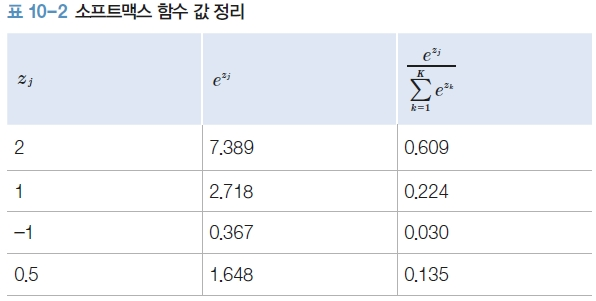 표 10-2 소프트맥스 함수 값 정리
z_j e^{z_j} \frac{e^{z_j}}{\sum_{k=1}^{K} e^{z_k}}
2 7.389 0.609
1 2.718 0.224
-1 0.367 0.030
0.5 1.648 0.135